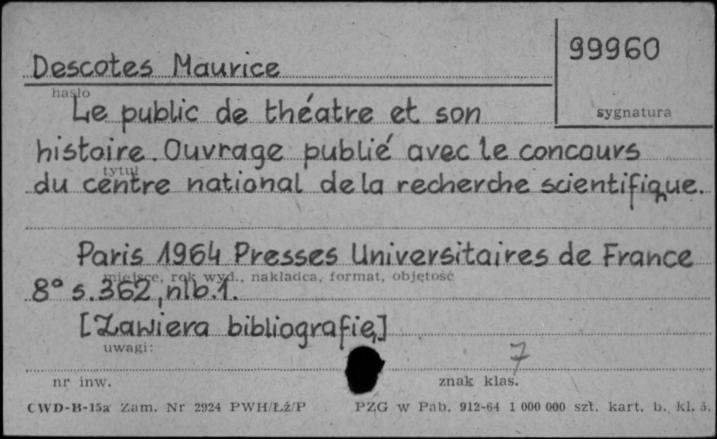 99960
Descotes Maurice
hasło
sygnatura
Le public de théatre et son
histoire. Ouvrage publié avec le concours
tytuł
du centre national de la recherche scientifique.
Paris 1964 Presses Universitaires de France
miejsce, rok wyd., nakładca, format, objętość
8° s. 362, nlb. 1.
[Zawiera bibliografię]
uwagi:
7
nr inw. znak klas.
CWD-B-15a Zam. Nr 2924 PWH/Łż/P PZG w Pab. 912-64 1 000 000 szt. kart. b. kl. 5.